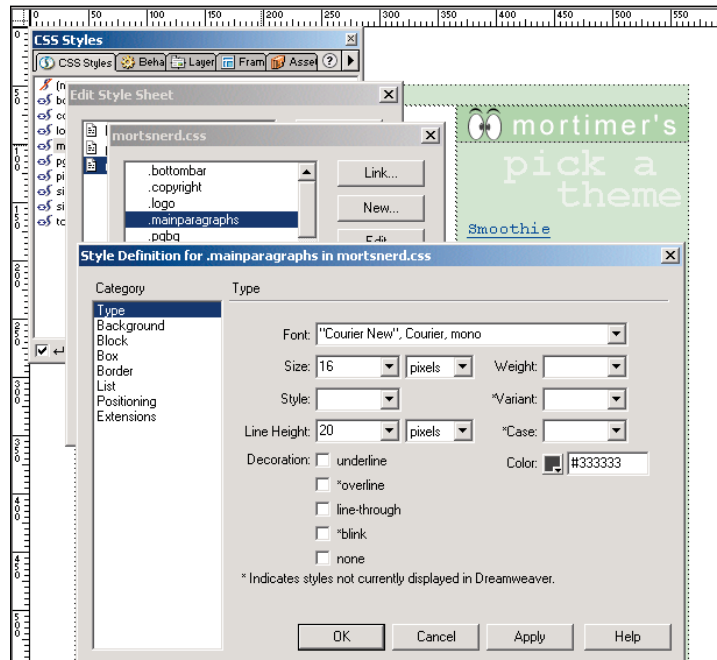 0 50 100 150 200 250 300 350 400 450 500 550
CSS Styles
CSS Styles Beha Layer Fram Asset
Edit Style Sheet
mortsnerd.css
.bottombar
.copyright
.logo
.mainparagraphs
.pgbg
Link...
New...
Edit
mortimer's
pick a
theme
Smoothie
Style Definition for .mainparagraphs in mortsnerd.css
Category
Type
Type
Background
Block
Box
Border
List
Positioning
Extensions
Font: "Courier New", Courier, mono
Size: 16 pixels Weight:
Style: *Variant:
Line Height: 20 pixels *Case:
Decoration: underline Color: #333333
*overline
line-through
*blink
none
* Indicates styles not currently displayed in Dreamweaver.
OK Cancel Apply Help